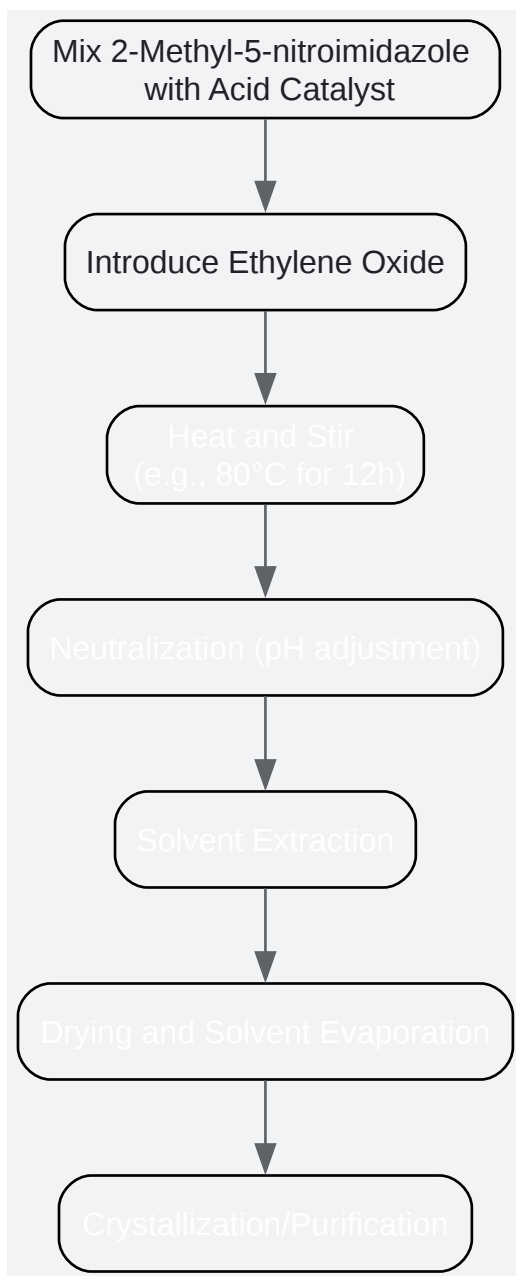 Mix 2-Methyl-5-nitroimidazole
with Acid Catalyst
Introduce Ethylene Oxide
Heat and Stir
(e.g., 80°C for 12h)
Neutralization (pH adjustment)
Solvent Extraction
Drying and Solvent Evaporation
Crystallization/Purification